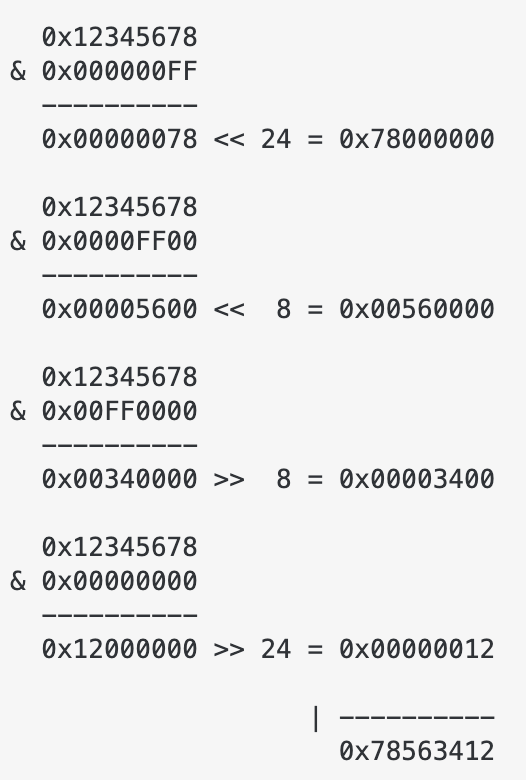 0x12345678
& 0x000000FF
  ----------
  0x00000078 << 24 = 0x78000000

  0x12345678
& 0x0000FF00
  ----------
  0x00005600 <<  8 = 0x00560000

  0x12345678
& 0x00FF0000
  ----------
  0x00340000 >>  8 = 0x00003400

  0x12345678
& 0x00000000
  ----------
  0x12000000 >> 24 = 0x00000012

                   | ----------
                     0x78563412